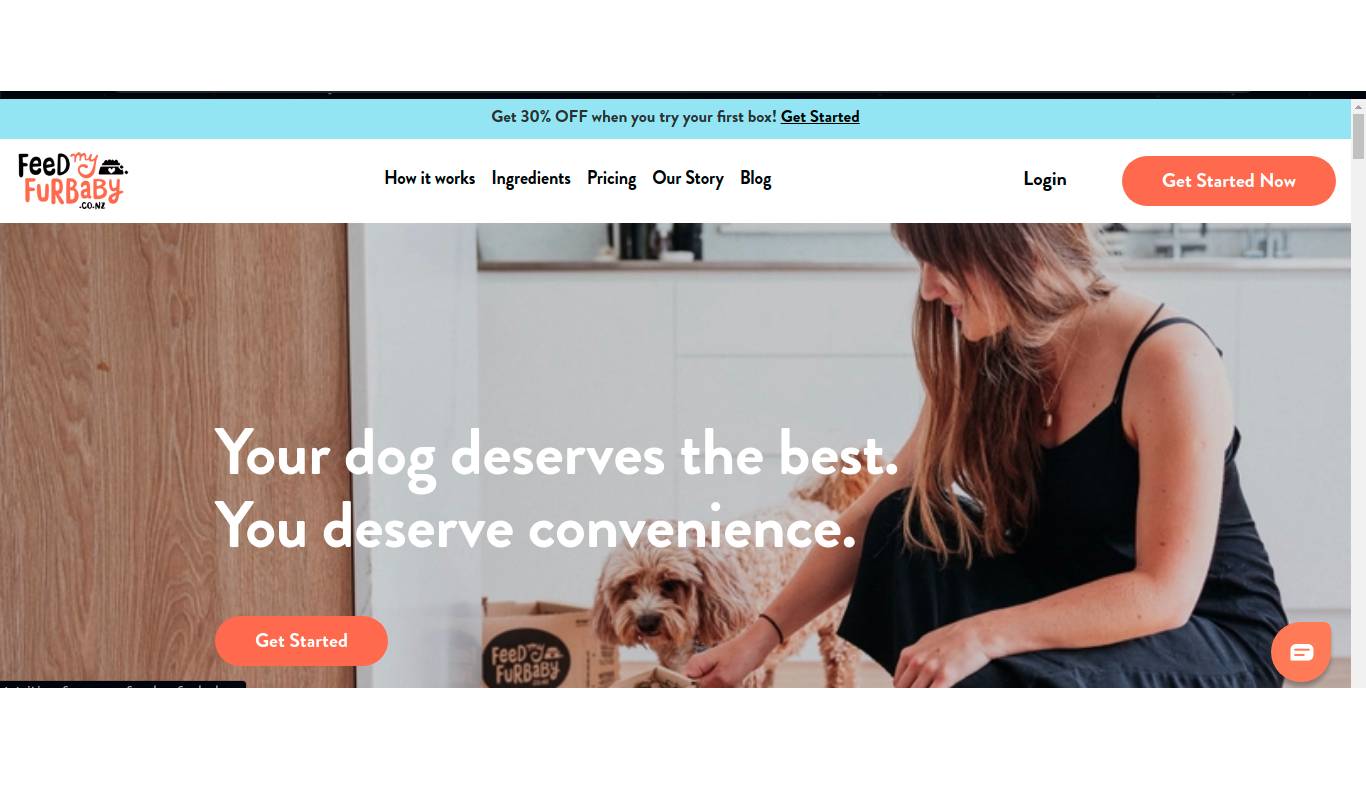 Get 30% OFF when you try your first box! Get Started
FeeD my
FuRBaBy
.CO.NZ
How it works Ingredients Pricing Our Story Blog
Login
Get Started Now
Your dog deserves the best.
You deserve convenience.
Get Started
FeeD my
FuRBaBy